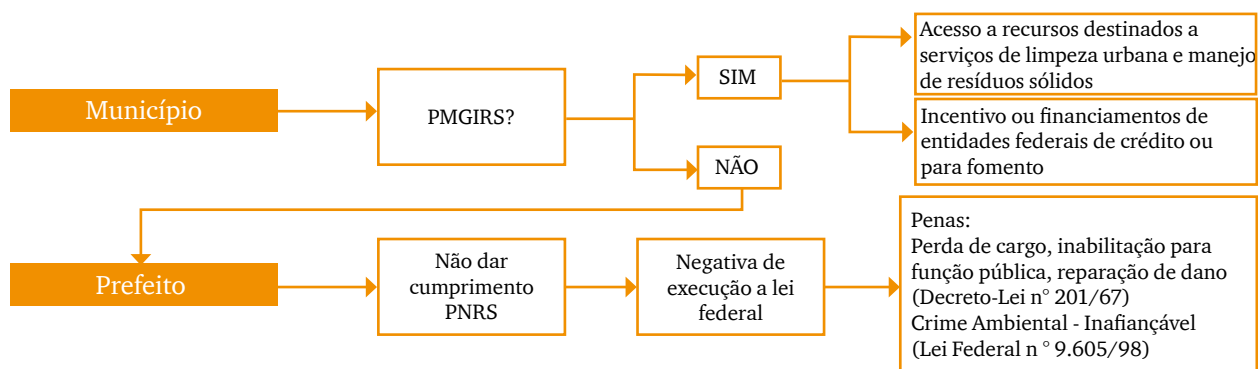 Município
PMGIRS?
SIM
NÃO
Acesso a recursos destinados a
serviços de limpeza urbana e manejo
de resíduos sólidos
Incentivo ou financiamentos de
entidades federais de crédito ou
para fomento
Prefeito
Não dar
cumprimento
PNRS
Negativa de
execução a lei
federal
Penas:
Perda de cargo, inabilitação para
função pública, reparação de dano
(Decreto-Lei n° 201/67)
Crime Ambiental - Inafiançável
(Lei Federal n ° 9.605/98)